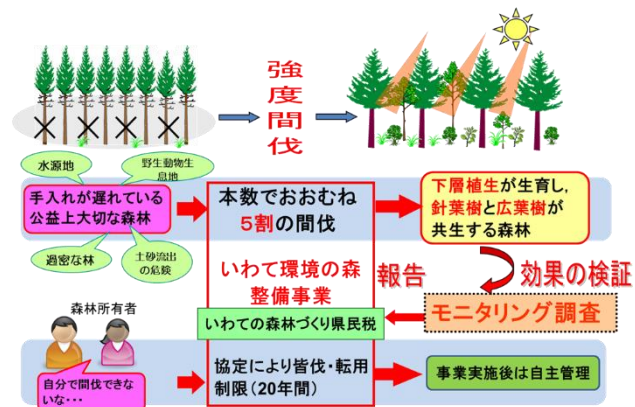 強度間伐
水源地
野生動物生
息地
手入れが遅れている
公益上大切な森林
過密な林
土砂流出
の危険
本数でおおむね
5割の間伐
下層植生が生育し,
針葉樹と広葉樹が
共生する森林
いわて環境の森
整備事業
報告
効果の検証
モニタリング調査
いわての森林づくり県民税
森林所有者
自分で間伐できな
いな・・・
協定により皆伐・転用
制限(20年間)
事業実施後は自主管理